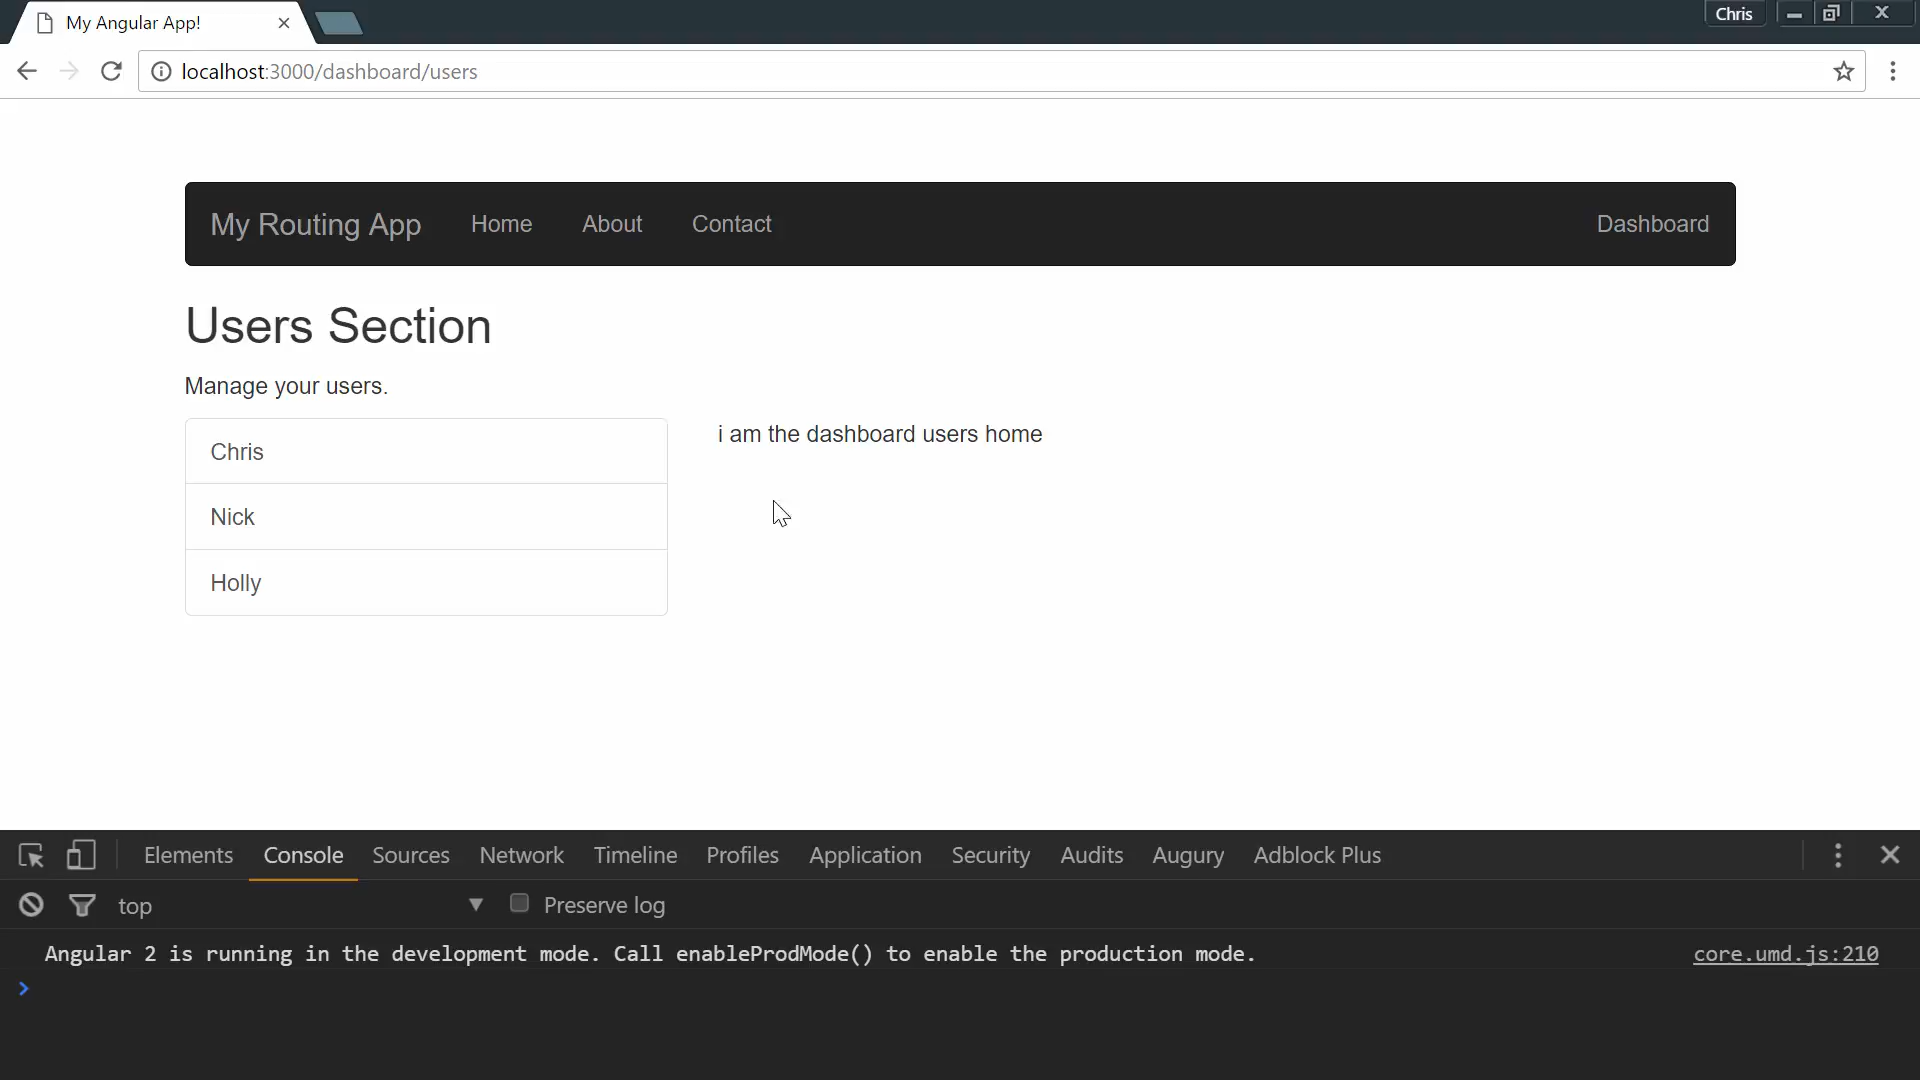 My Angular App!
Chris
localhost:3000/dashboard/users
My Routing App Home About Contact Dashboard
Users Section
Manage your users.
Chris
Nick
Holly
i am the dashboard users home
Elements Console Sources Network Timeline Profiles Application Security Audits Augury Adblock Plus
top Preserve log
Angular 2 is running in the development mode. Call enableProdMode() to enable the production mode. core.umd.js:210